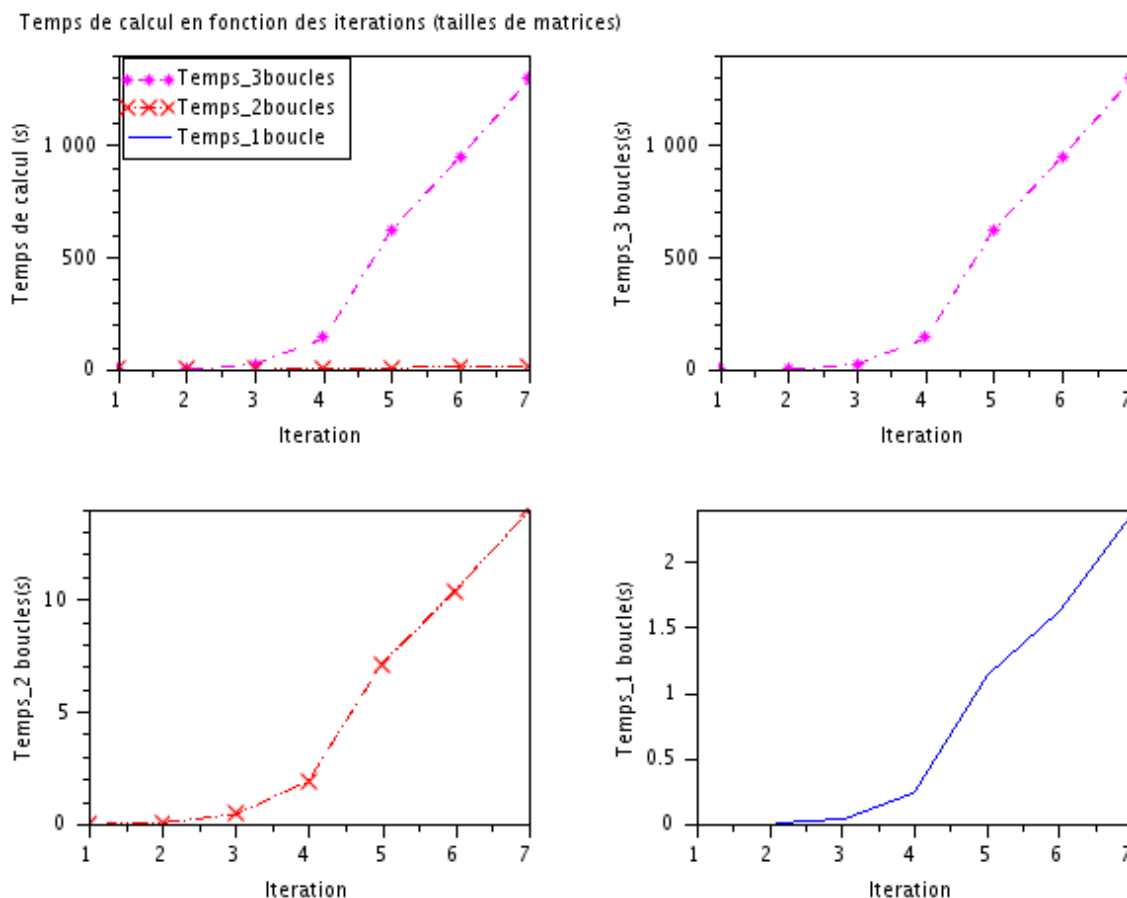 Temps de calcul en fonction des iterations (tailles de matrices)
Temps_3boucles
Temps_2boucles
Temps_1boucle
Temps de calcul (s)
1 000
500
0
1 2 3 4 5 6 7
Iteration
Temps_3 boucles(s)
1 000
500
0
1 2 3 4 5 6 7
Iteration
Temps_2 boucles(s)
10
5
0
1 2 3 4 5 6 7
Iteration
Temps_1 boucle(s)
2
1.5
1
0.5
0
1 2 3 4 5 6 7
Iteration